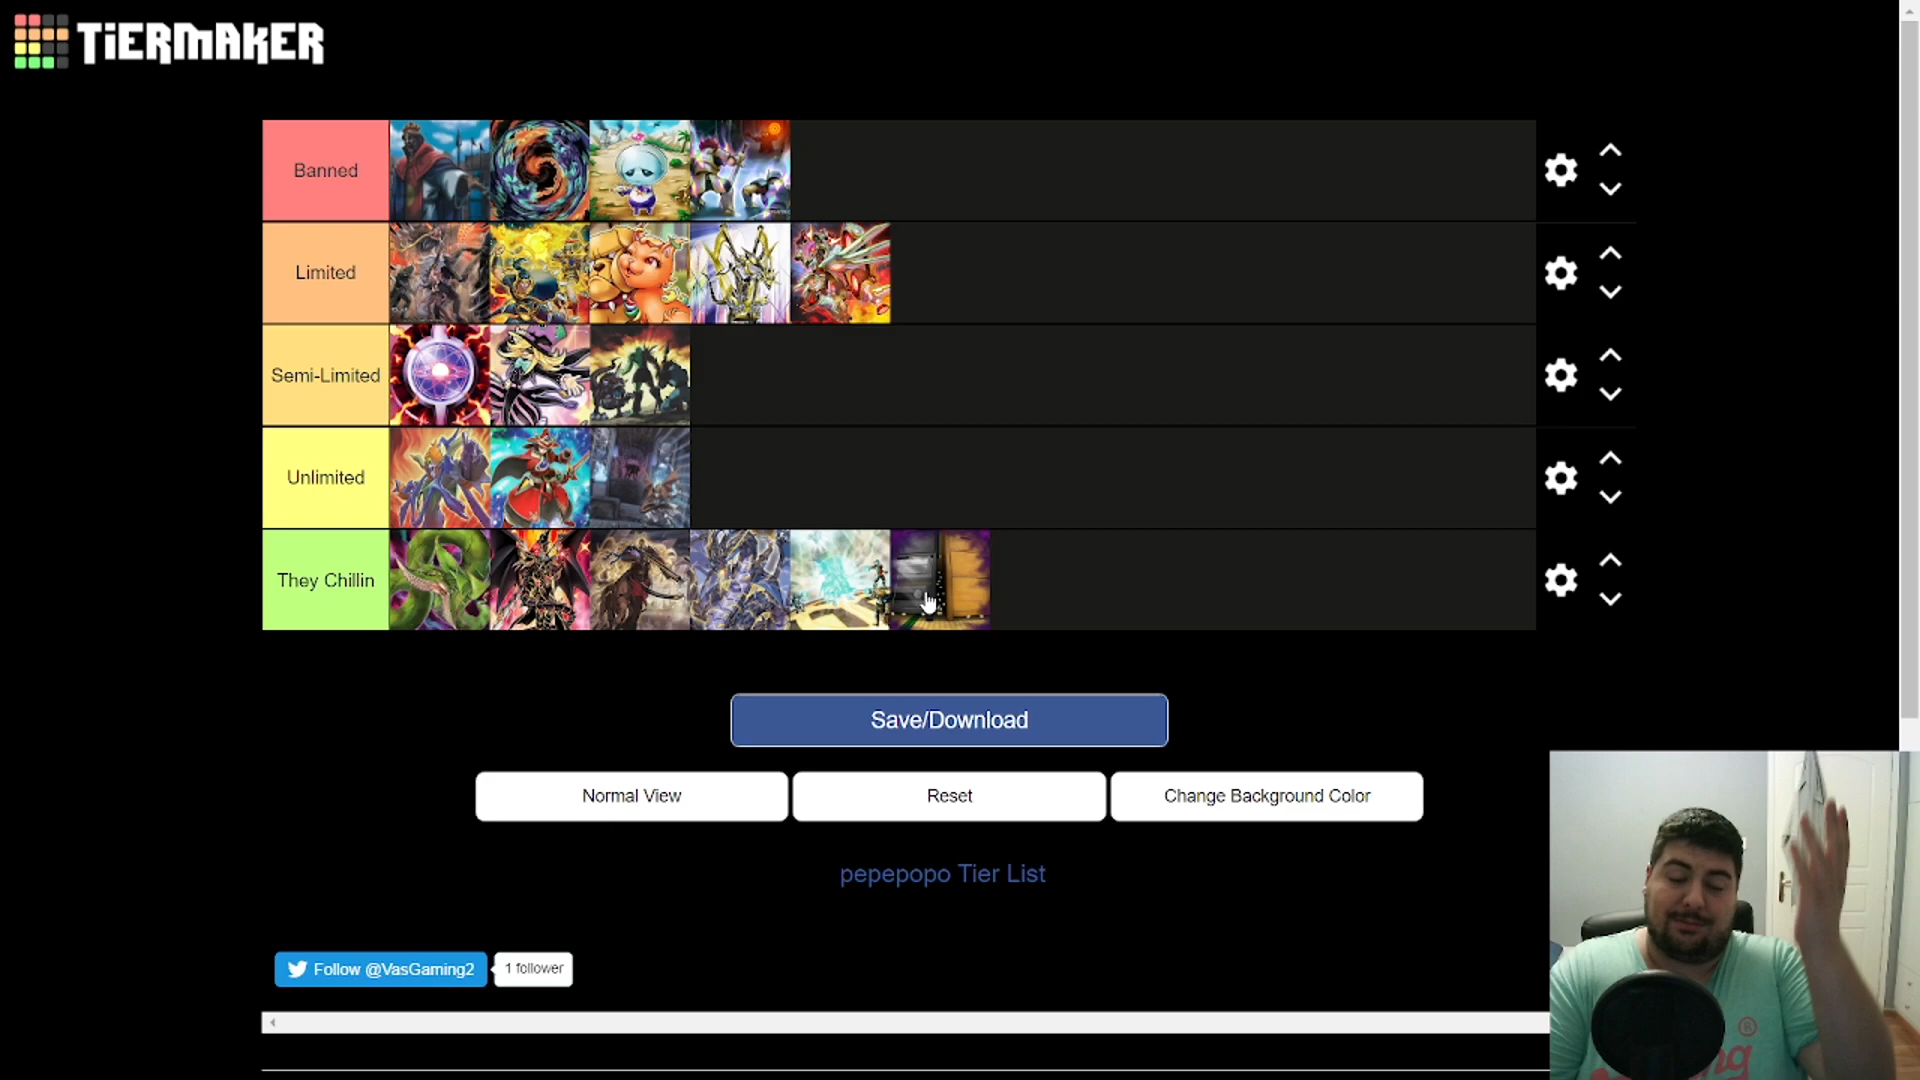 TiERMAKER
Banned
Limited
Semi-Limited
Unlimited
They Chillin
Save/Download
Normal View
Reset
Change Background Color
pepepopo Tier List
Follow @VasGaming2
1 follower
®